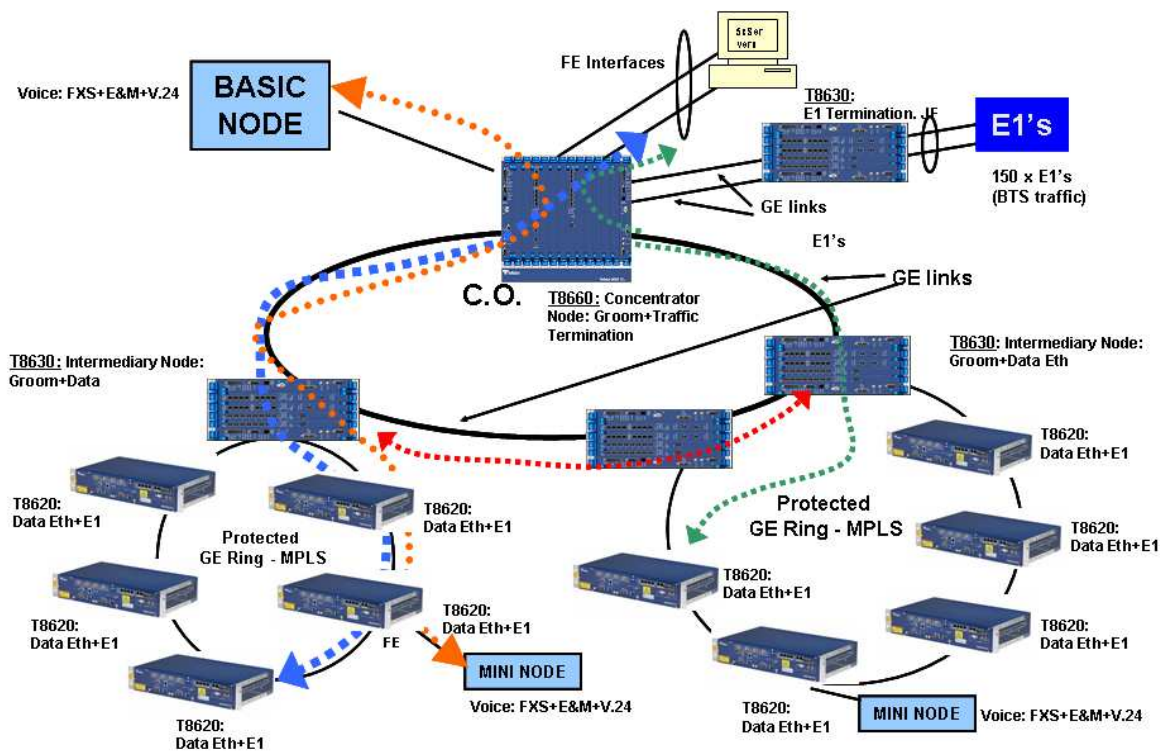 5xSer
vers
FE Interfaces
BASIC
NODE
Voice: FXS+E&M+V.24
T8630:
E1 Termination. JF
E1's
150 x E1's
(BTS traffic)
GE links
E1's
GE links
C.O.
T8660: Concentrator
Node: Groom+Traffic
Termination
T8630: Intermediary Node:
Groom+Data
T8630: Intermediary Node:
Groom+Data Eth
T8620:
Data Eth+E1
T8620:
Data Eth+E1
T8620:
Data Eth+E1
Protected
GE Ring - MPLS
Protected
GE Ring - MPLS
T8620:
Data Eth+E1
T8620:
Data Eth+E1
T8620:
Data Eth+E1
T8620:
Data Eth+E1
FE
T8620:
Data Eth+E1
T8620:
Data Eth+E1
MINI NODE
Voice: FXS+E&M+V.24
T8620:
Data Eth+E1
T8620:
Data Eth+E1
MINI NODE
Voice: FXS+E&M+V.24